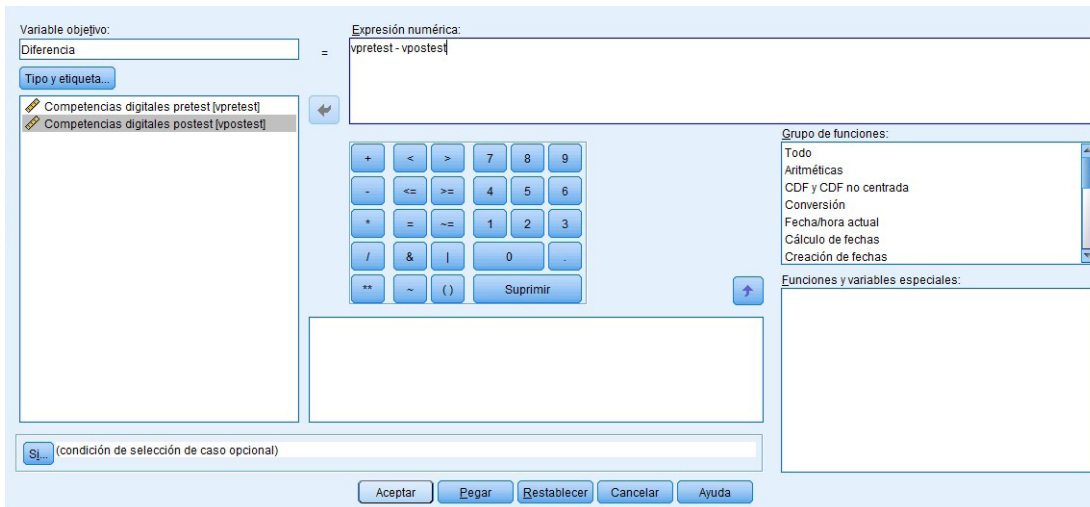 Variable objetivo:
Diferencia
Tipo y etiqueta...
Competencias digitales pretest [vpretest]
Competencias digitales postest [vpostest]
=
Expresión numérica:
vpretest - vpostest
+ < > 7 8 9
- <= >= 4 5 6
* = ~= 1 2 3
/ & | 0 .
** ~ ( ) Suprimir
Grupo de funciones:
Todo
Aritméticas
CDF y CDF no centrada
Conversión
Fecha/hora actual
Cálculo de fechas
Creación de fechas
Funciones y variables especiales:
Si... (condición de selección de caso opcional)
Aceptar Pegar Restablecer Cancelar Ayuda